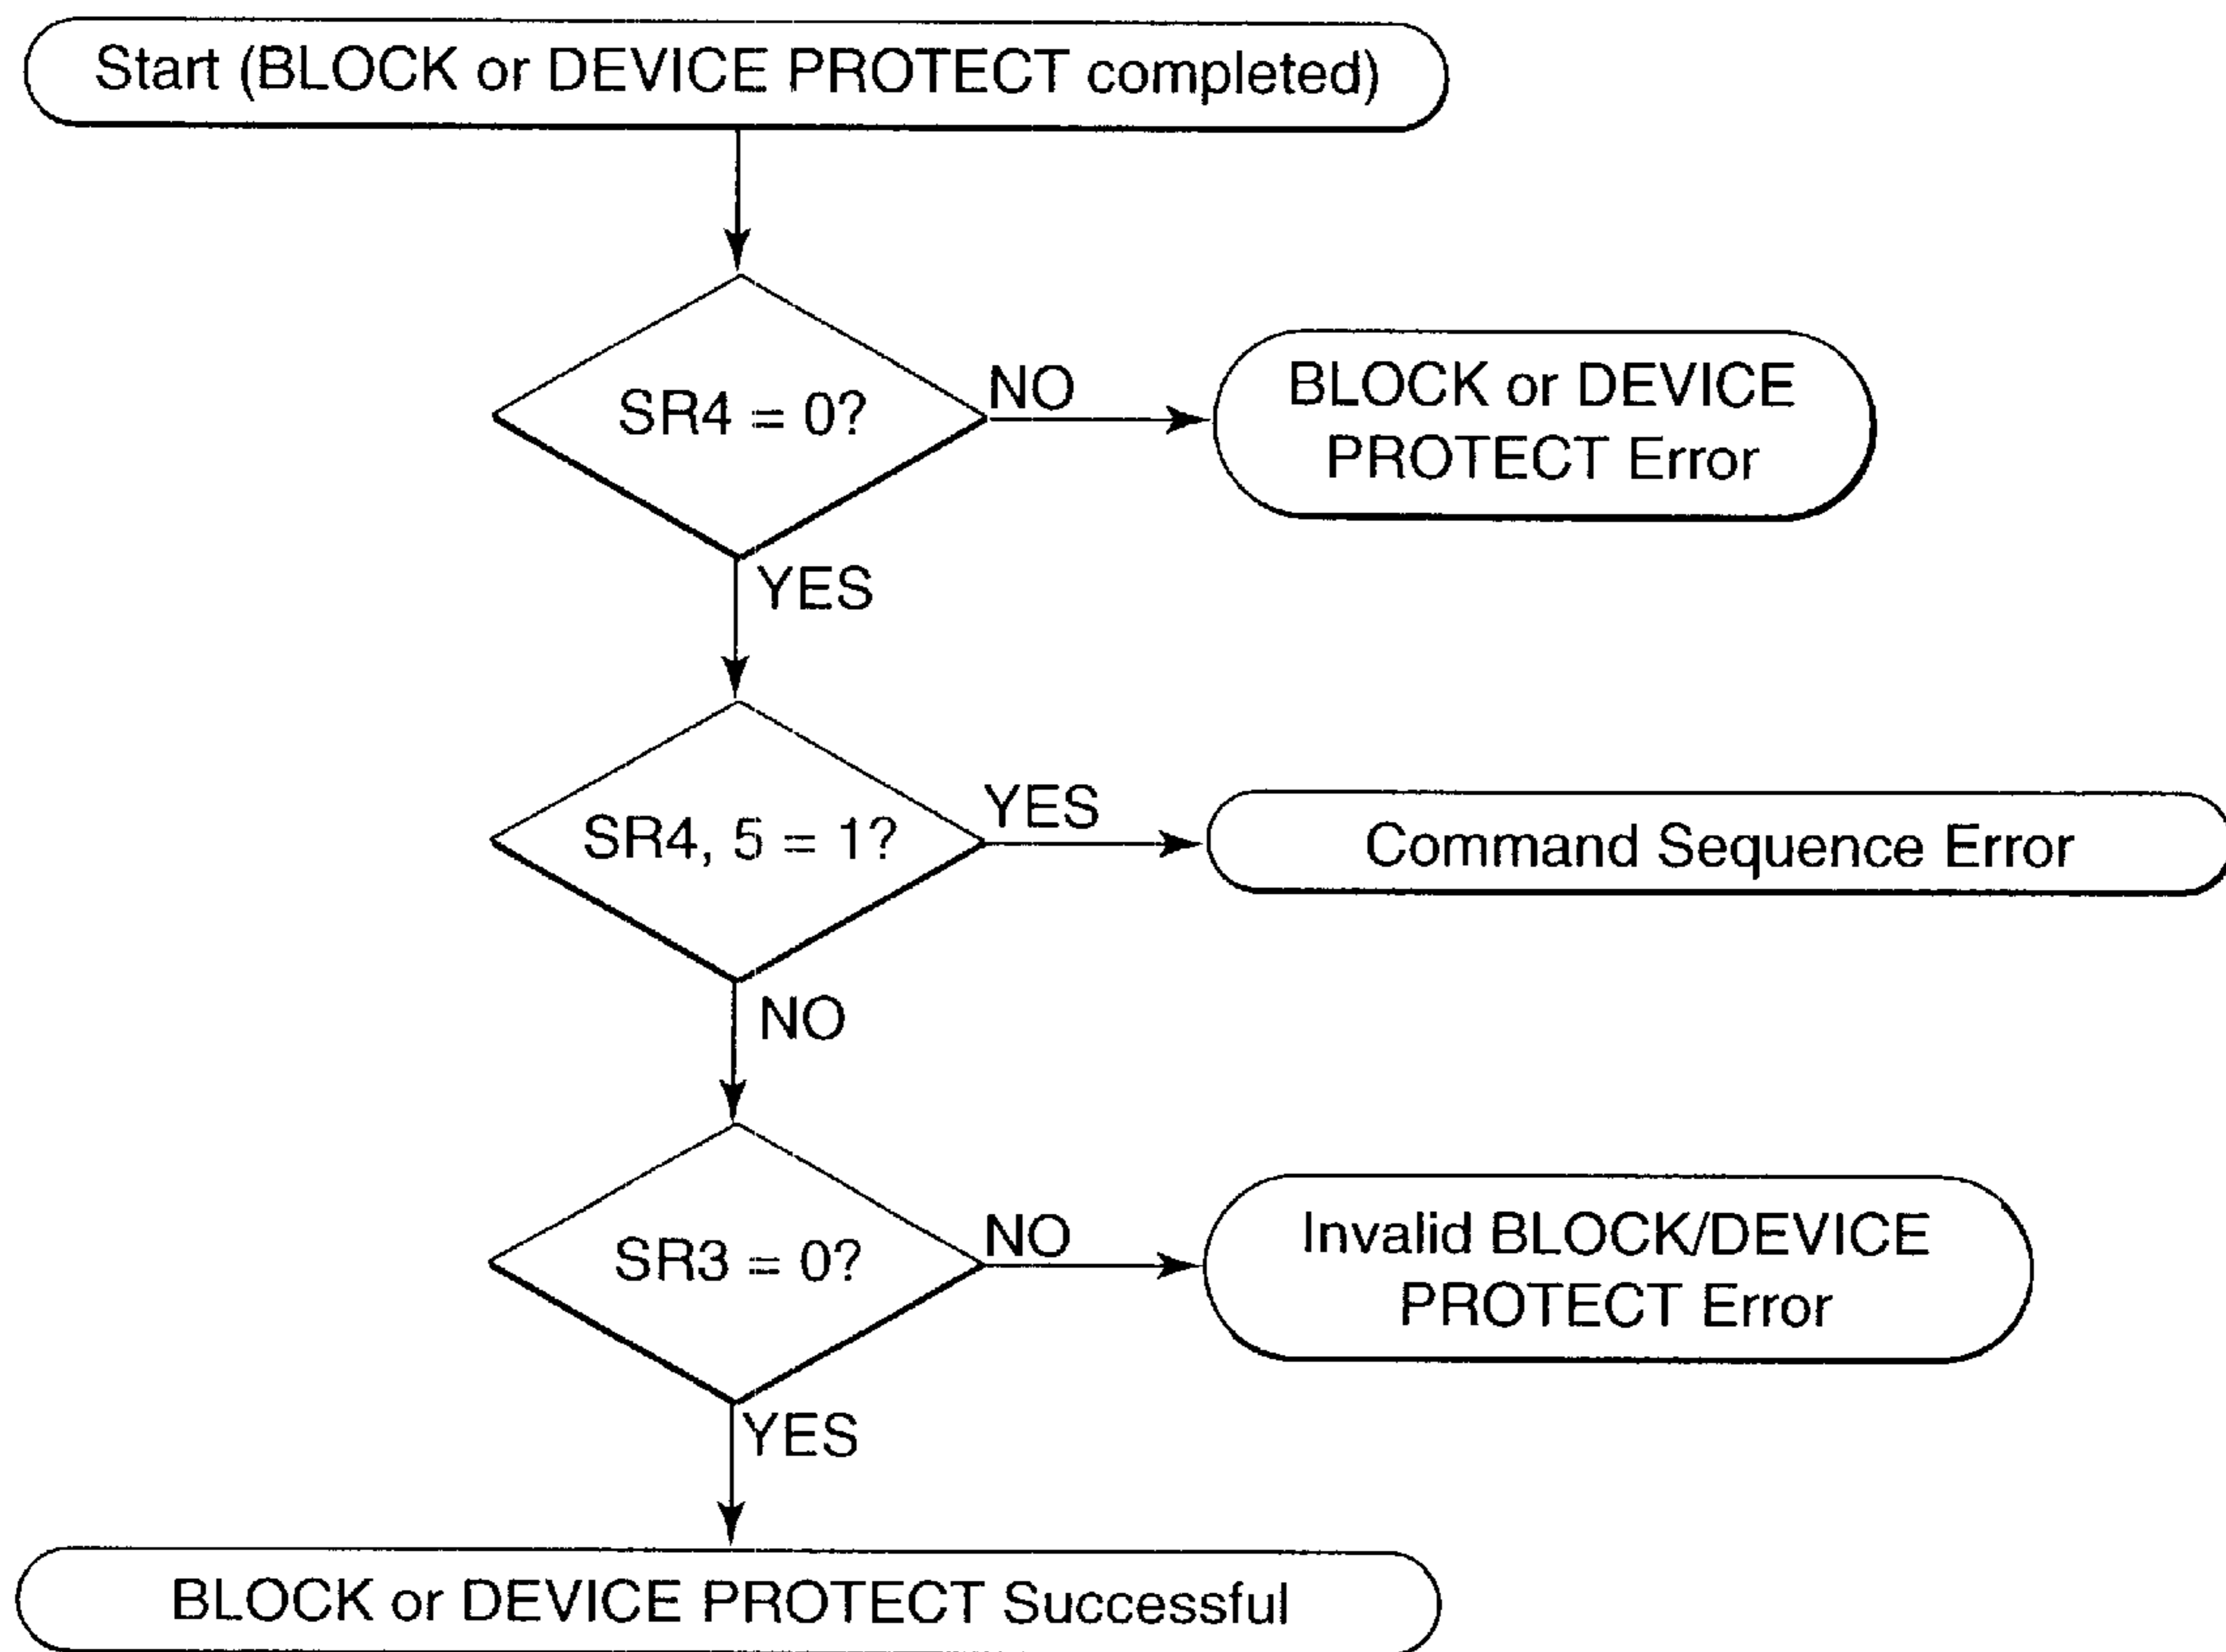 Start (BLOCK or DEVICE PROTECT completed)
SR4 = 0?
NO
BLOCK or DEVICE
PROTECT Error
YES
SR4, 5 = 1?
YES
Command Sequence Error
NO
SR3 = 0?
NO
Invalid BLOCK/DEVICE
PROTECT Error
YES
BLOCK or DEVICE PROTECT Successful